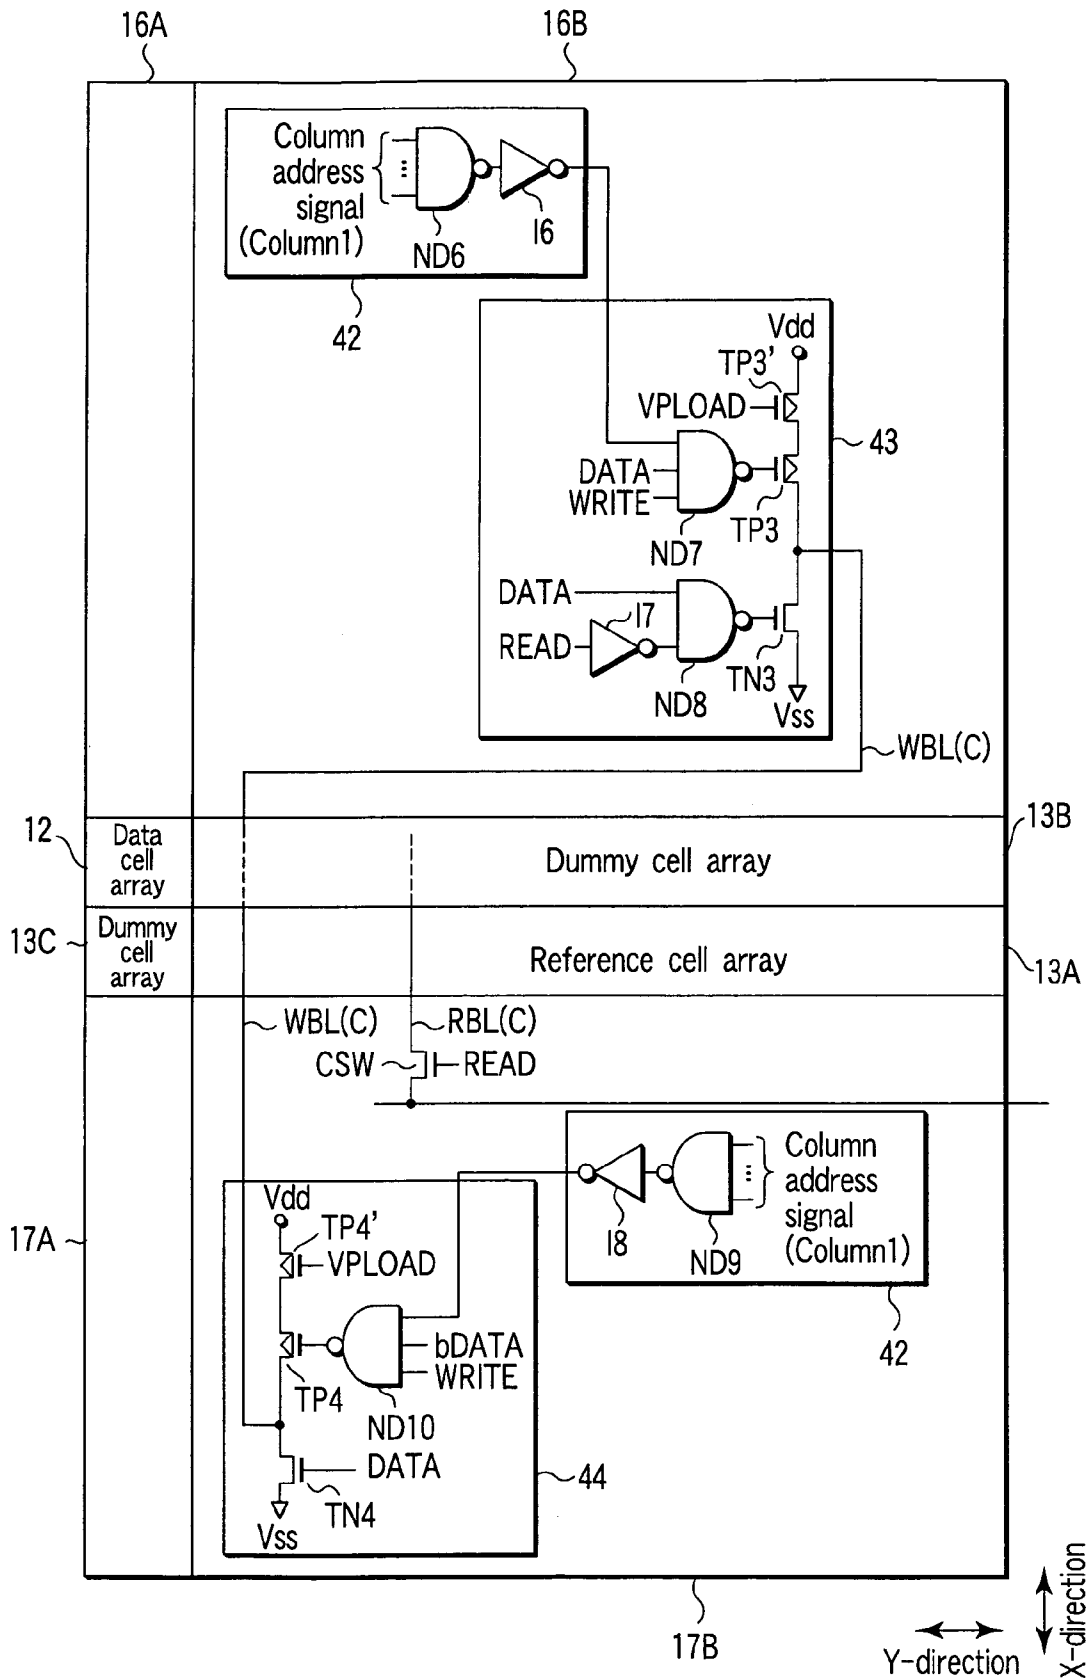 16A
16B
Column
address
signal
(Column1)
ND6
I6
42
Vdd
TP3'
VPLOAD
43
DATA
WRITE
TP3
ND7
DATA
I7
READ
TN3
ND8
Vss
WBL(C)
12
Data
cell
array
Dummy cell array
13B
13C
Dummy
cell
array
Reference cell array
13A
WBL(C)
RBL(C)
CSW
READ
Column
address
signal
(Column1)
I8
ND9
42
17A
Vdd
TP4'
VPLOAD
bDATA
WRITE
TP4
ND10
DATA
44
TN4
Vss
17B
Y-direction
X-direction